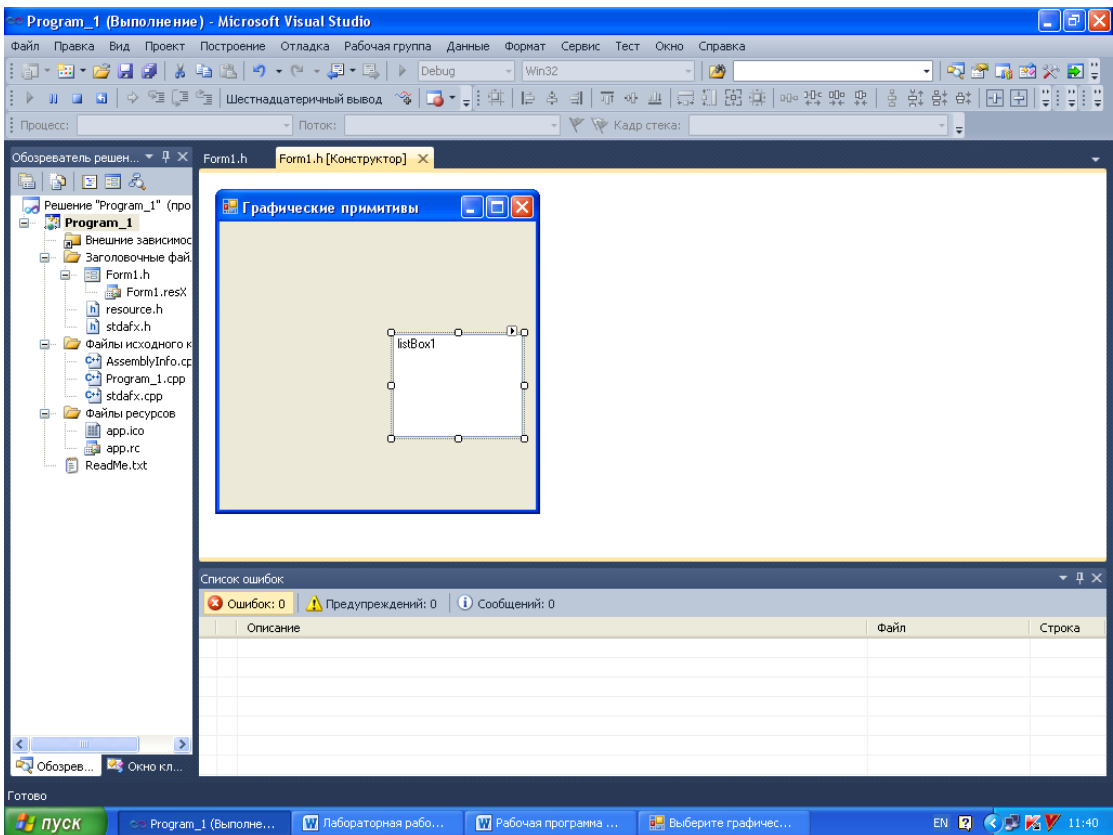 Program_1 (Выполнение) - Microsoft Visual Studio
Файл Правка Вид Проект Построение Отладка Рабочая группа Данные Формат Сервис Тест Окно Справка
Debug Win32
Шестнадцатеричный вывод
Процесс: Поток: Кадр стека:
Обозреватель решен...
Form1.h Form1.h [Конструктор]
Решение "Program_1" (про
Program_1
Внешние зависимос
Заголовочные фай
Form1.h
Form1.resX
resource.h
stdafx.h
Файлы исходного к
AssemblyInfo.cp
Program_1.cpp
stdafx.cpp
Файлы ресурсов
app.ico
app.rc
ReadMe.txt
Графические примитивы
listBox1
Список ошибок
Ошибок: 0 Предупреждений: 0 Сообщений: 0
Описание Файл Строка
Обозрев... Окно кл...
Готово
пуск Program_1 (Выполне... Лабораторная рабо... Рабочая программа ... Выберите графичес... EN 11:40